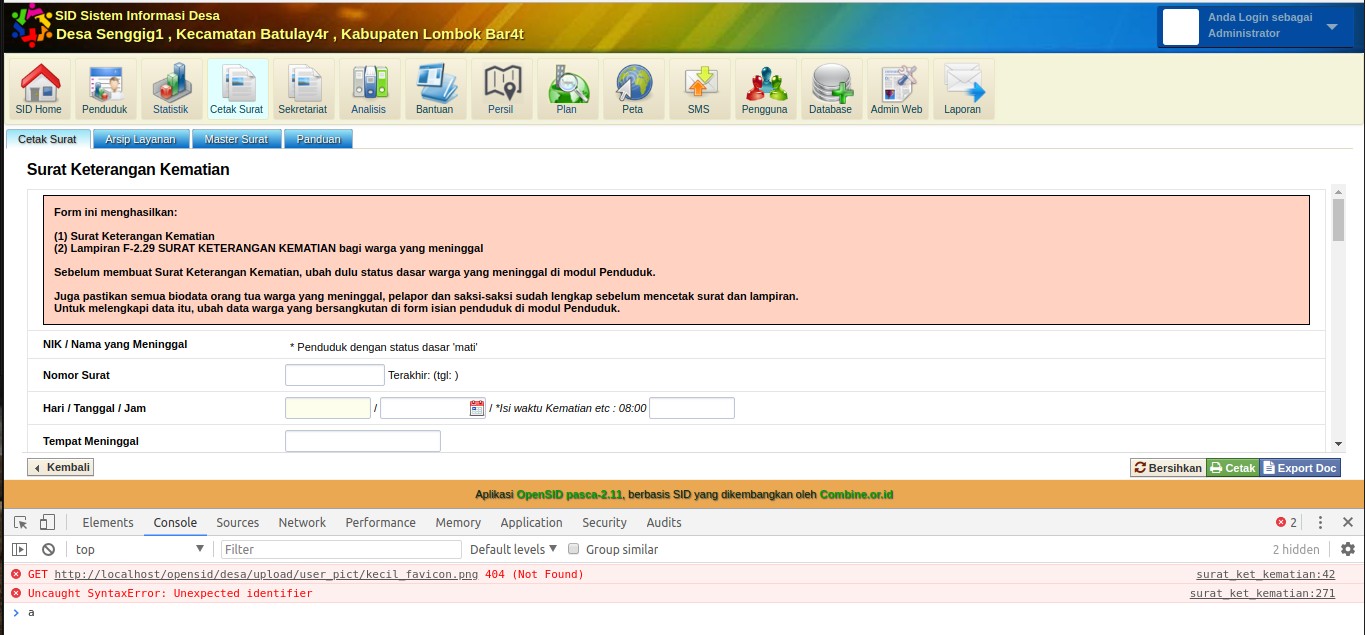 SID Sistem Informasi Desa
Desa Senggig1 , Kecamatan Batulay4r , Kabupaten Lombok Bar4t
Anda Login sebagai
Administrator
SID Home Penduduk Statistik Cetak Surat Sekretariat Analisis Bantuan Persil Plan Peta SMS Pengguna Database Admin Web Laporan
Cetak Surat Arsip Layanan Master Surat Panduan
Surat Keterangan Kematian
Form ini menghasilkan:
(1) Surat Keterangan Kematian
(2) Lampiran F-2.29 SURAT KETERANGAN KEMATIAN bagi warga yang meninggal
Sebelum membuat Surat Keterangan Kematian, ubah dulu status dasar warga yang meninggal di modul Penduduk.
Juga pastikan semua biodata orang tua warga yang meninggal, pelapor dan saksi-saksi sudah lengkap sebelum mencetak surat dan lampiran.
Untuk melengkapi data itu, ubah data warga yang bersangkutan di form isian penduduk di modul Penduduk.
NIK / Nama yang Meninggal * Penduduk dengan status dasar 'mati'
Nomor Surat Terakhir: (tgl: )
Hari / Tanggal / Jam / / *Isi waktu Kematian etc : 08:00
Tempat Meninggal
Kembali Bersihkan Cetak Export Doc
Aplikasi OpenSID pasca-2.11, berbasis SID yang dikembangkan oleh Combine.or.id
Elements Console Sources Network Performance Memory Application Security Audits 2
top Filter Default levels Group similar 2 hidden
GET http://localhost/opensid/desa/upload/user_pict/kecil_favicon.png 404 (Not Found) surat_ket_kematian:42
Uncaught SyntaxError: Unexpected identifier surat_ket_kematian:271
> a